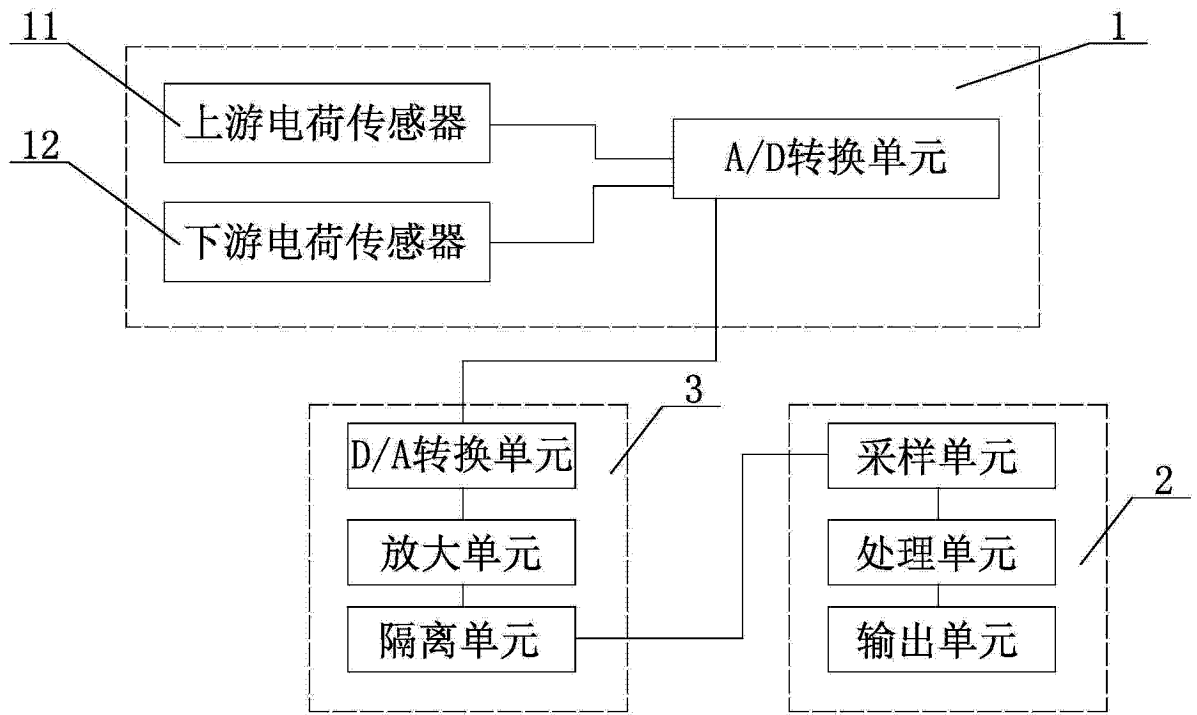 11
1
上游电荷传感器
12
A/D转换单元
下游电荷传感器
3
D/A转换单元
采样单元
2
放大单元
处理单元
隔离单元
输出单元